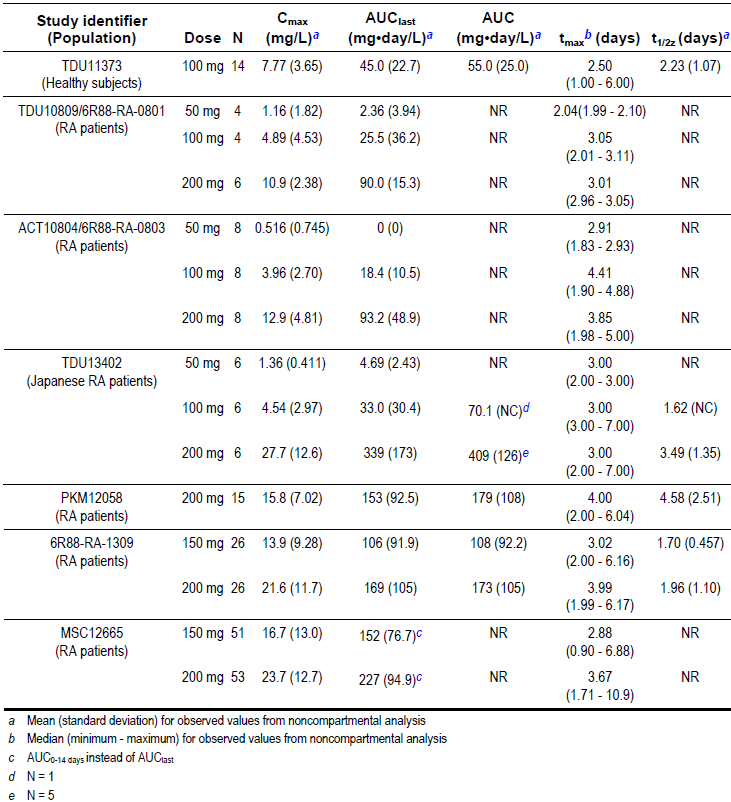 Study identifier (Population) Dose N Cmax (mg/L)a AUClast (mg•day/L)a AUC (mg•day/L)a tmaxb (days) t1/2z (days)a
TDU11373 100 mg 14 7.77 (3.65) 45.0 (22.7) 55.0 (25.0) 2.50 2.23 (1.07)
(Healthy subjects) (1.00 - 6.00)
TDU10809/6R88-RA-0801 50 mg 4 1.16 (1.82) 2.36 (3.94) NR 2.04(1.99 - 2.10) NR
(RA patients)
100 mg 4 4.89 (4.53) 25.5 (36.2) NR 3.05 NR
(2.01 - 3.11)
200 mg 6 10.9 (2.38) 90.0 (15.3) NR 3.01 NR
(2.96 - 3.05)
ACT10804/6R88-RA-0803 50 mg 8 0.516 (0.745) 0 (0) NR 2.91 NR
(RA patients) (1.83 - 2.93)
100 mg 8 3.96 (2.70) 18.4 (10.5) NR 4.41 NR
(1.90 - 4.88)
200 mg 8 12.9 (4.81) 93.2 (48.9) NR 3.85 NR
(1.98 - 5.00)
TDU13402 50 mg 6 1.36 (0.411) 4.69 (2.43) NR 3.00 NR
(Japanese RA patients) (2.00 - 3.00)
100 mg 6 4.54 (2.97) 33.0 (30.4) 70.1 (NC)d 3.00 1.62 (NC)
(3.00 - 7.00)
200 mg 6 27.7 (12.6) 339 (173) 409 (126)e 3.00 3.49 (1.35)
(2.00 - 7.00)
PKM12058 200 mg 15 15.8 (7.02) 153 (92.5) 179 (108) 4.00 4.58 (2.51)
(RA patients) (2.00 - 6.04)
6R88-RA-1309 150 mg 26 13.9 (9.28) 106 (91.9) 108 (92.2) 3.02 1.70 (0.457)
(RA patients) (2.00 - 6.16)
200 mg 26 21.6 (11.7) 169 (105) 173 (105) 3.99 1.96 (1.10)
(1.99 - 6.17)
MSC12665 150 mg 51 16.7 (13.0) 152 (76.7)c NR 2.88 NR
(RA patients) (0.90 - 6.88)
200 mg 53 23.7 (12.7) 227 (94.9)c NR 3.67 NR
(1.71 - 10.9)
a Mean (standard deviation) for observed values from noncompartmental analysis
b Median (minimum - maximum) for observed values from noncompartmental analysis
c AUC0-14 days instead of AUClast
d N = 1
e N = 5